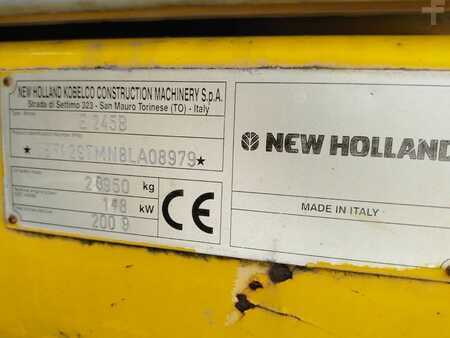 NEW HOLLAND KOBELCO CONSTRUCTION MACHINERY S.p.A.
Strada di Settimo 323 - San Mauro Torinese (TO) - Italy
E 245B
NEW HOLLAND
kg
148 kW
2009
CE
MADE IN ITALY